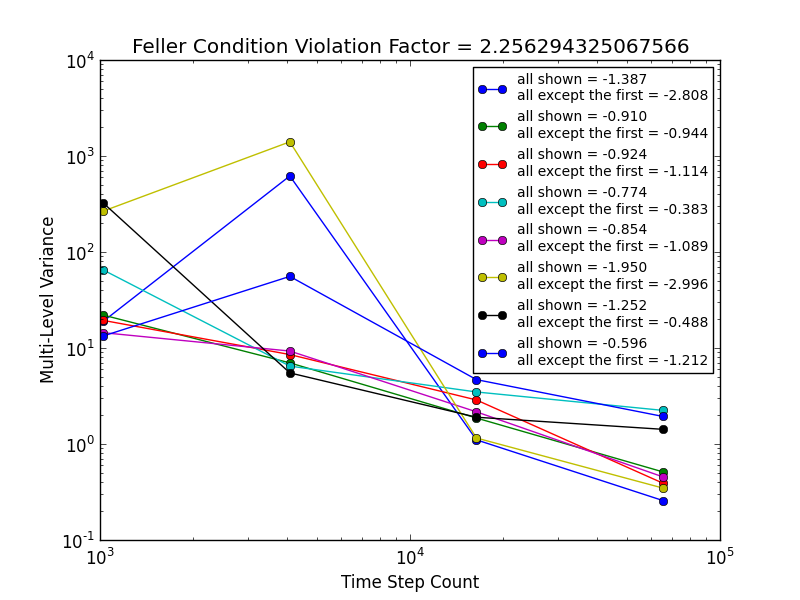 Feller Condition Violation Factor = 2.256294325067566
10^4
10^3
10^2
10^1
10^0
10^-1
Multi-Level Variance
all shown = -1.387
all except the first = -2.808
all shown = -0.910
all except the first = -0.944
all shown = -0.924
all except the first = -1.114
all shown = -0.774
all except the first = -0.383
all shown = -0.854
all except the first = -1.089
all shown = -1.950
all except the first = -2.996
all shown = -1.252
all except the first = -0.488
all shown = -0.596
all except the first = -1.212
10^3
10^4
10^5
Time Step Count